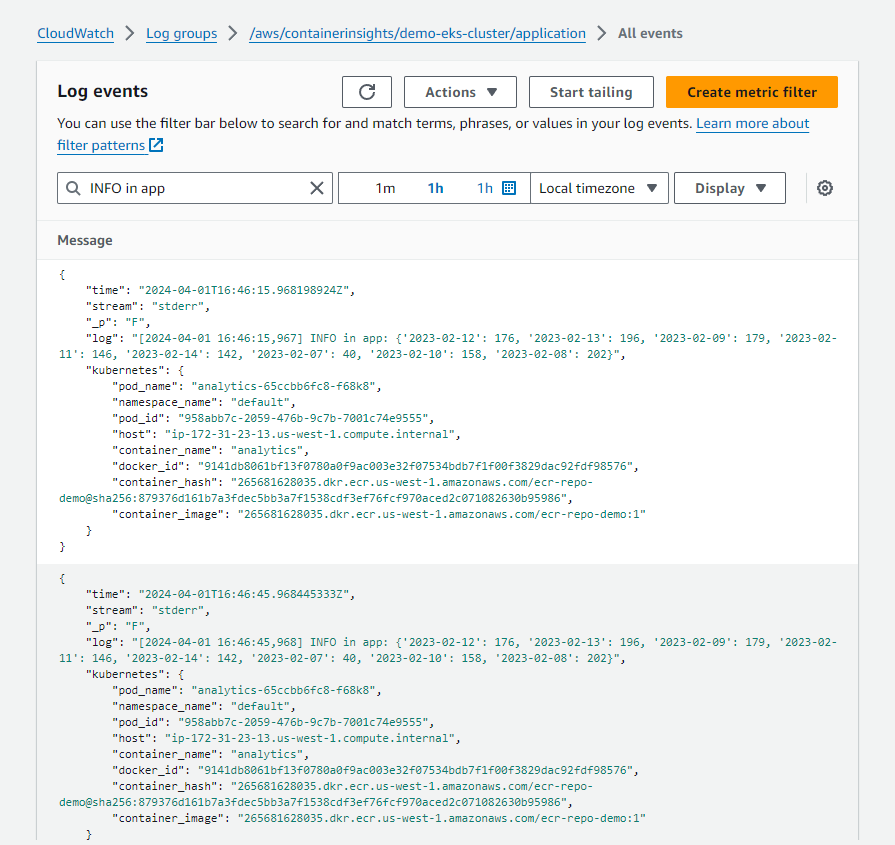 CloudWatch > Log groups > /aws/containerinsights/demo-eks-cluster/application > All events
Log events
Actions
Start tailing
Create metric filter
You can use the filter bar below to search for and match terms, phrases, or values in your log events. Learn more about
filter patterns
INFO in app
1m 1h 1h Local timezone Display
Message
{
"time": "2024-04-01T16:46:15.968198924Z",
"stream": "stderr",
"_p": "F",
"log": "[2024-04-01 16:46:15,967] INFO in app: {'2023-02-12': 176, '2023-02-13': 196, '2023-02-09': 179, '2023-02-
11': 146, '2023-02-14': 142, '2023-02-07': 40, '2023-02-10': 158, '2023-02-08': 202}",
"kubernetes": {
"pod_name": "analytics-65ccbb6fc8-f68k8",
"namespace_name": "default",
"pod_id": "958abb7c-2059-476b-9c7b-7001c74e9555",
"host": "ip-172-31-23-13.us-west-1.compute.internal",
"container_name": "analytics",
"docker_id": "9141db8061bf13f0780a0f9ac003e32f07534bdb7f1f00f3829dac92fdf98576",
"container_hash": "265681628035.dkr.ecr.us-west-1.amazonaws.com/ecr-repo-
demo@sha256:879376d161b7a3fdec5bb3a7f1538cdf3ef76fcf970aced2c071082630b95986",
"container_image": "265681628035.dkr.ecr.us-west-1.amazonaws.com/ecr-repo-demo:1"
}
}
{
"time": "2024-04-01T16:46:45.968445333Z",
"stream": "stderr",
"_p": "F",
"log": "[2024-04-01 16:46:45,968] INFO in app: {'2023-02-12': 176, '2023-02-13': 196, '2023-02-09': 179, '2023-02-
11': 146, '2023-02-14': 142, '2023-02-07': 40, '2023-02-10': 158, '2023-02-08': 202}",
"kubernetes": {
"pod_name": "analytics-65ccbb6fc8-f68k8",
"namespace_name": "default",
"pod_id": "958abb7c-2059-476b-9c7b-7001c74e9555",
"host": "ip-172-31-23-13.us-west-1.compute.internal",
"container_name": "analytics",
"docker_id": "9141db8061bf13f0780a0f9ac003e32f07534bdb7f1f00f3829dac92fdf98576",
"container_hash": "265681628035.dkr.ecr.us-west-1.amazonaws.com/ecr-repo-
demo@sha256:879376d161b7a3fdec5bb3a7f1538cdf3ef76fcf970aced2c071082630b95986",
"container_image": "265681628035.dkr.ecr.us-west-1.amazonaws.com/ecr-repo-demo:1"
}